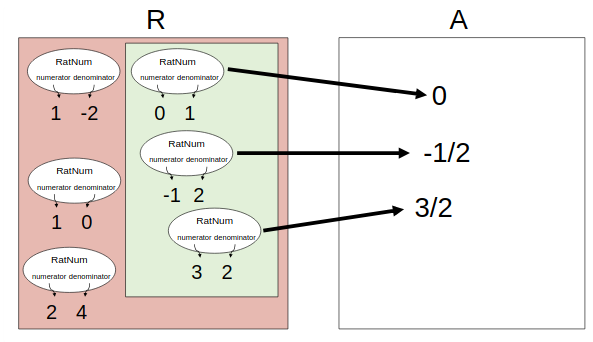 R
A
RatNum
numerator denominator
1 -2
RatNum
numerator denominator
0 1
0
RatNum
numerator denominator
-1 2
-1/2
RatNum
numerator denominator
1 0
RatNum
numerator denominator
3 2
3/2
RatNum
numerator denominator
2 4